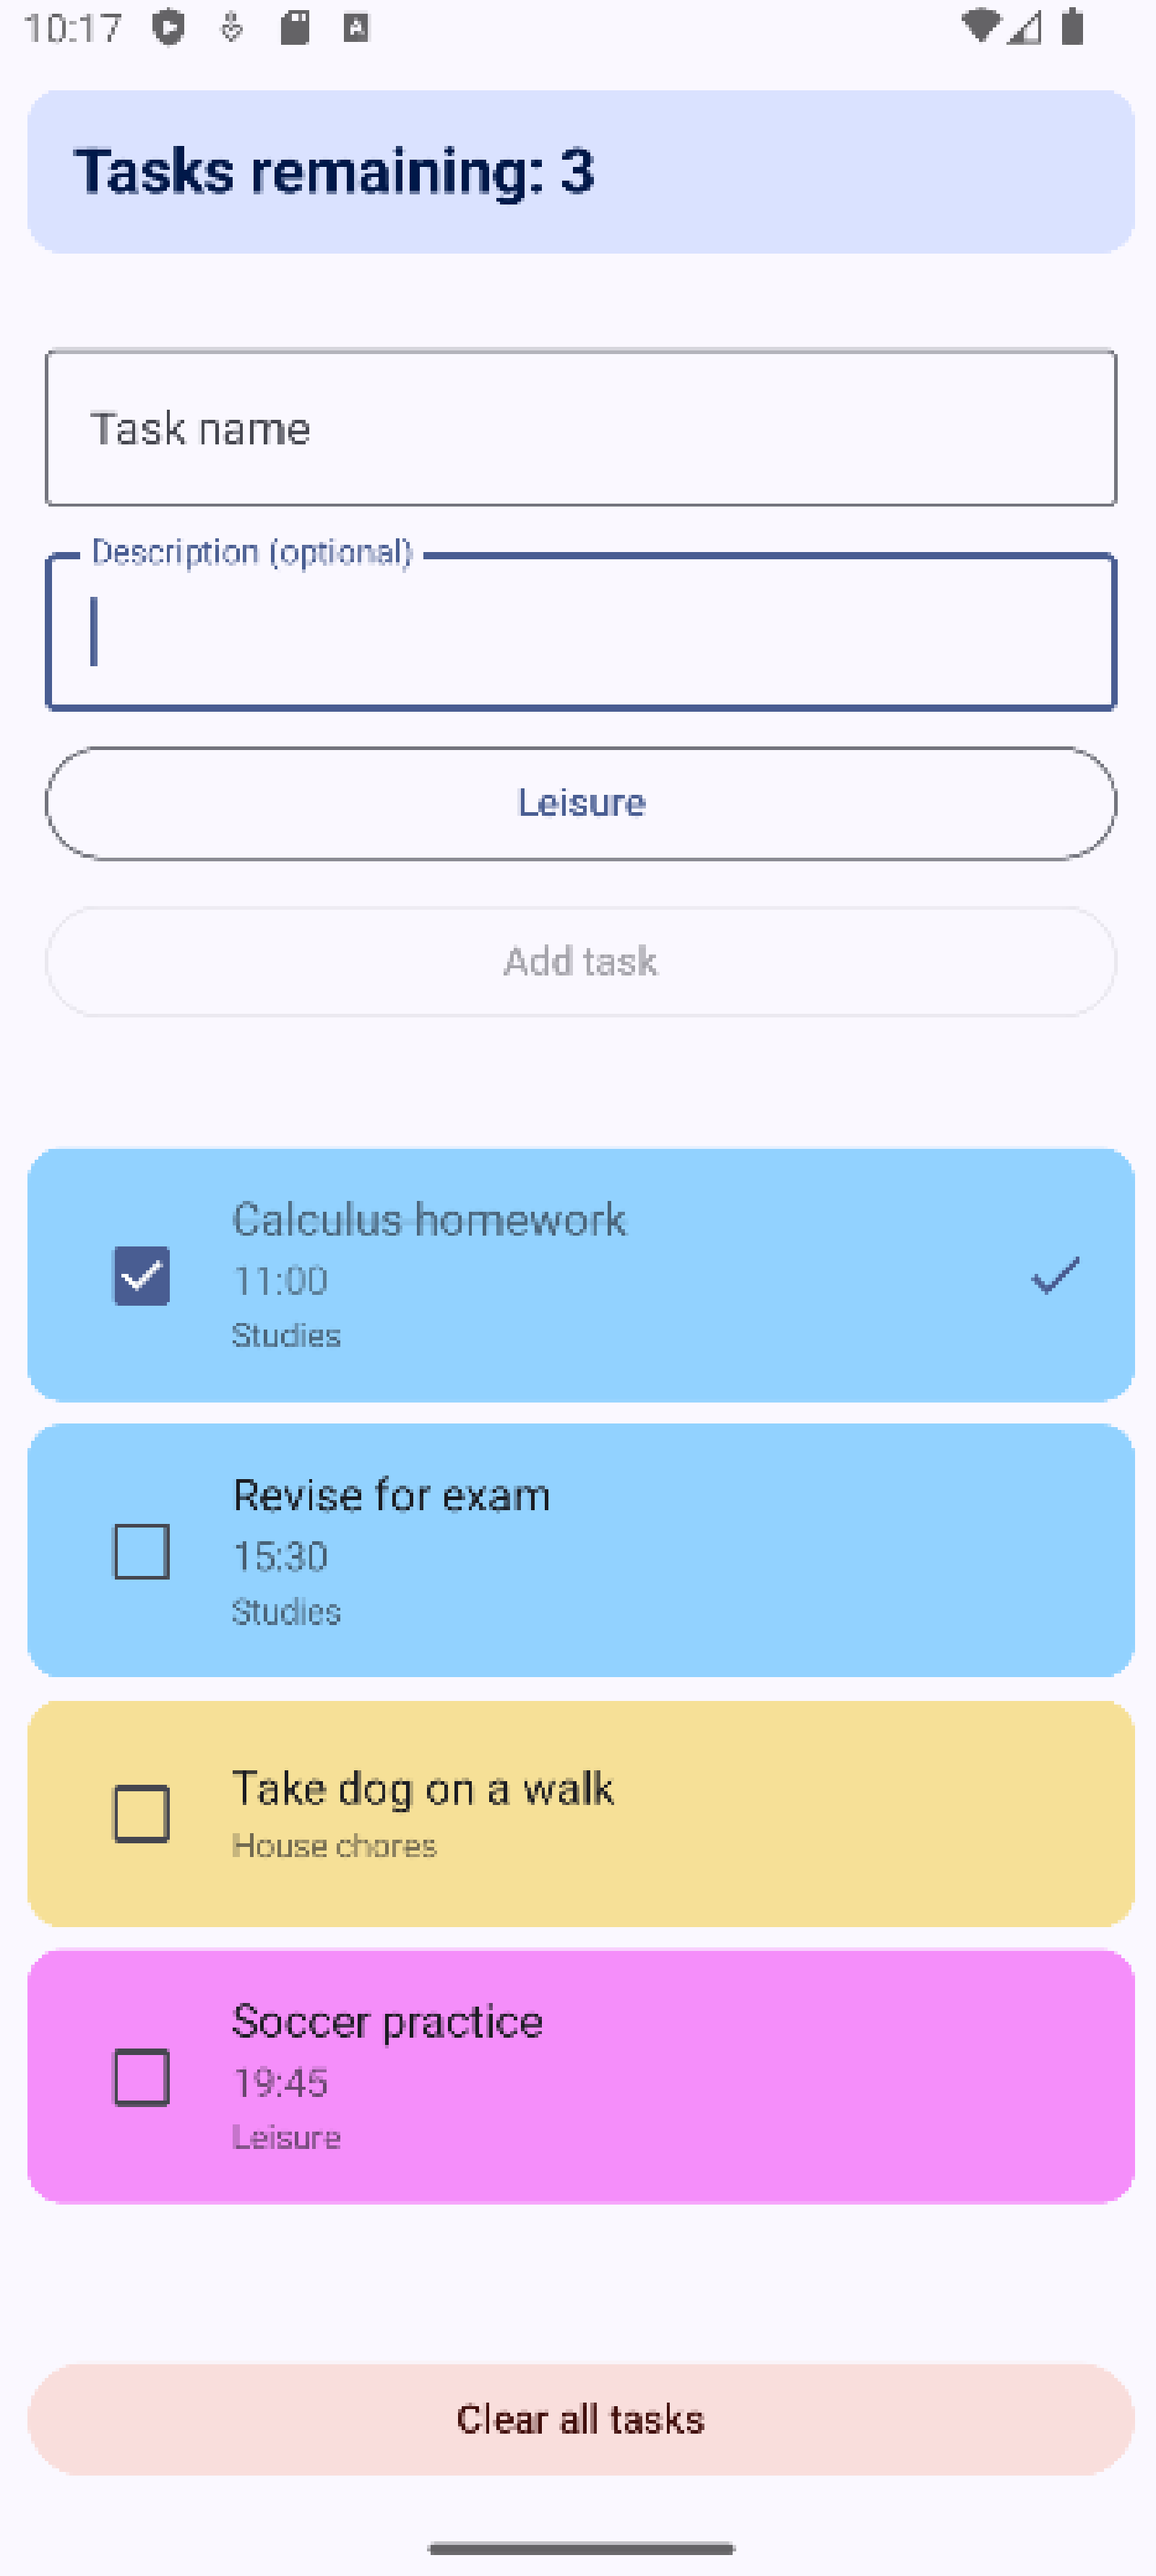 10:17
Tasks remaining: 3
Task name
Description (optional)
Leisure
Add task
Calculus homework
11:00
Studies
Revise for exam
15:30
Studies
Take dog on a walk
House chores
Soccer practice
19:45
Leisure
Clear all tasks